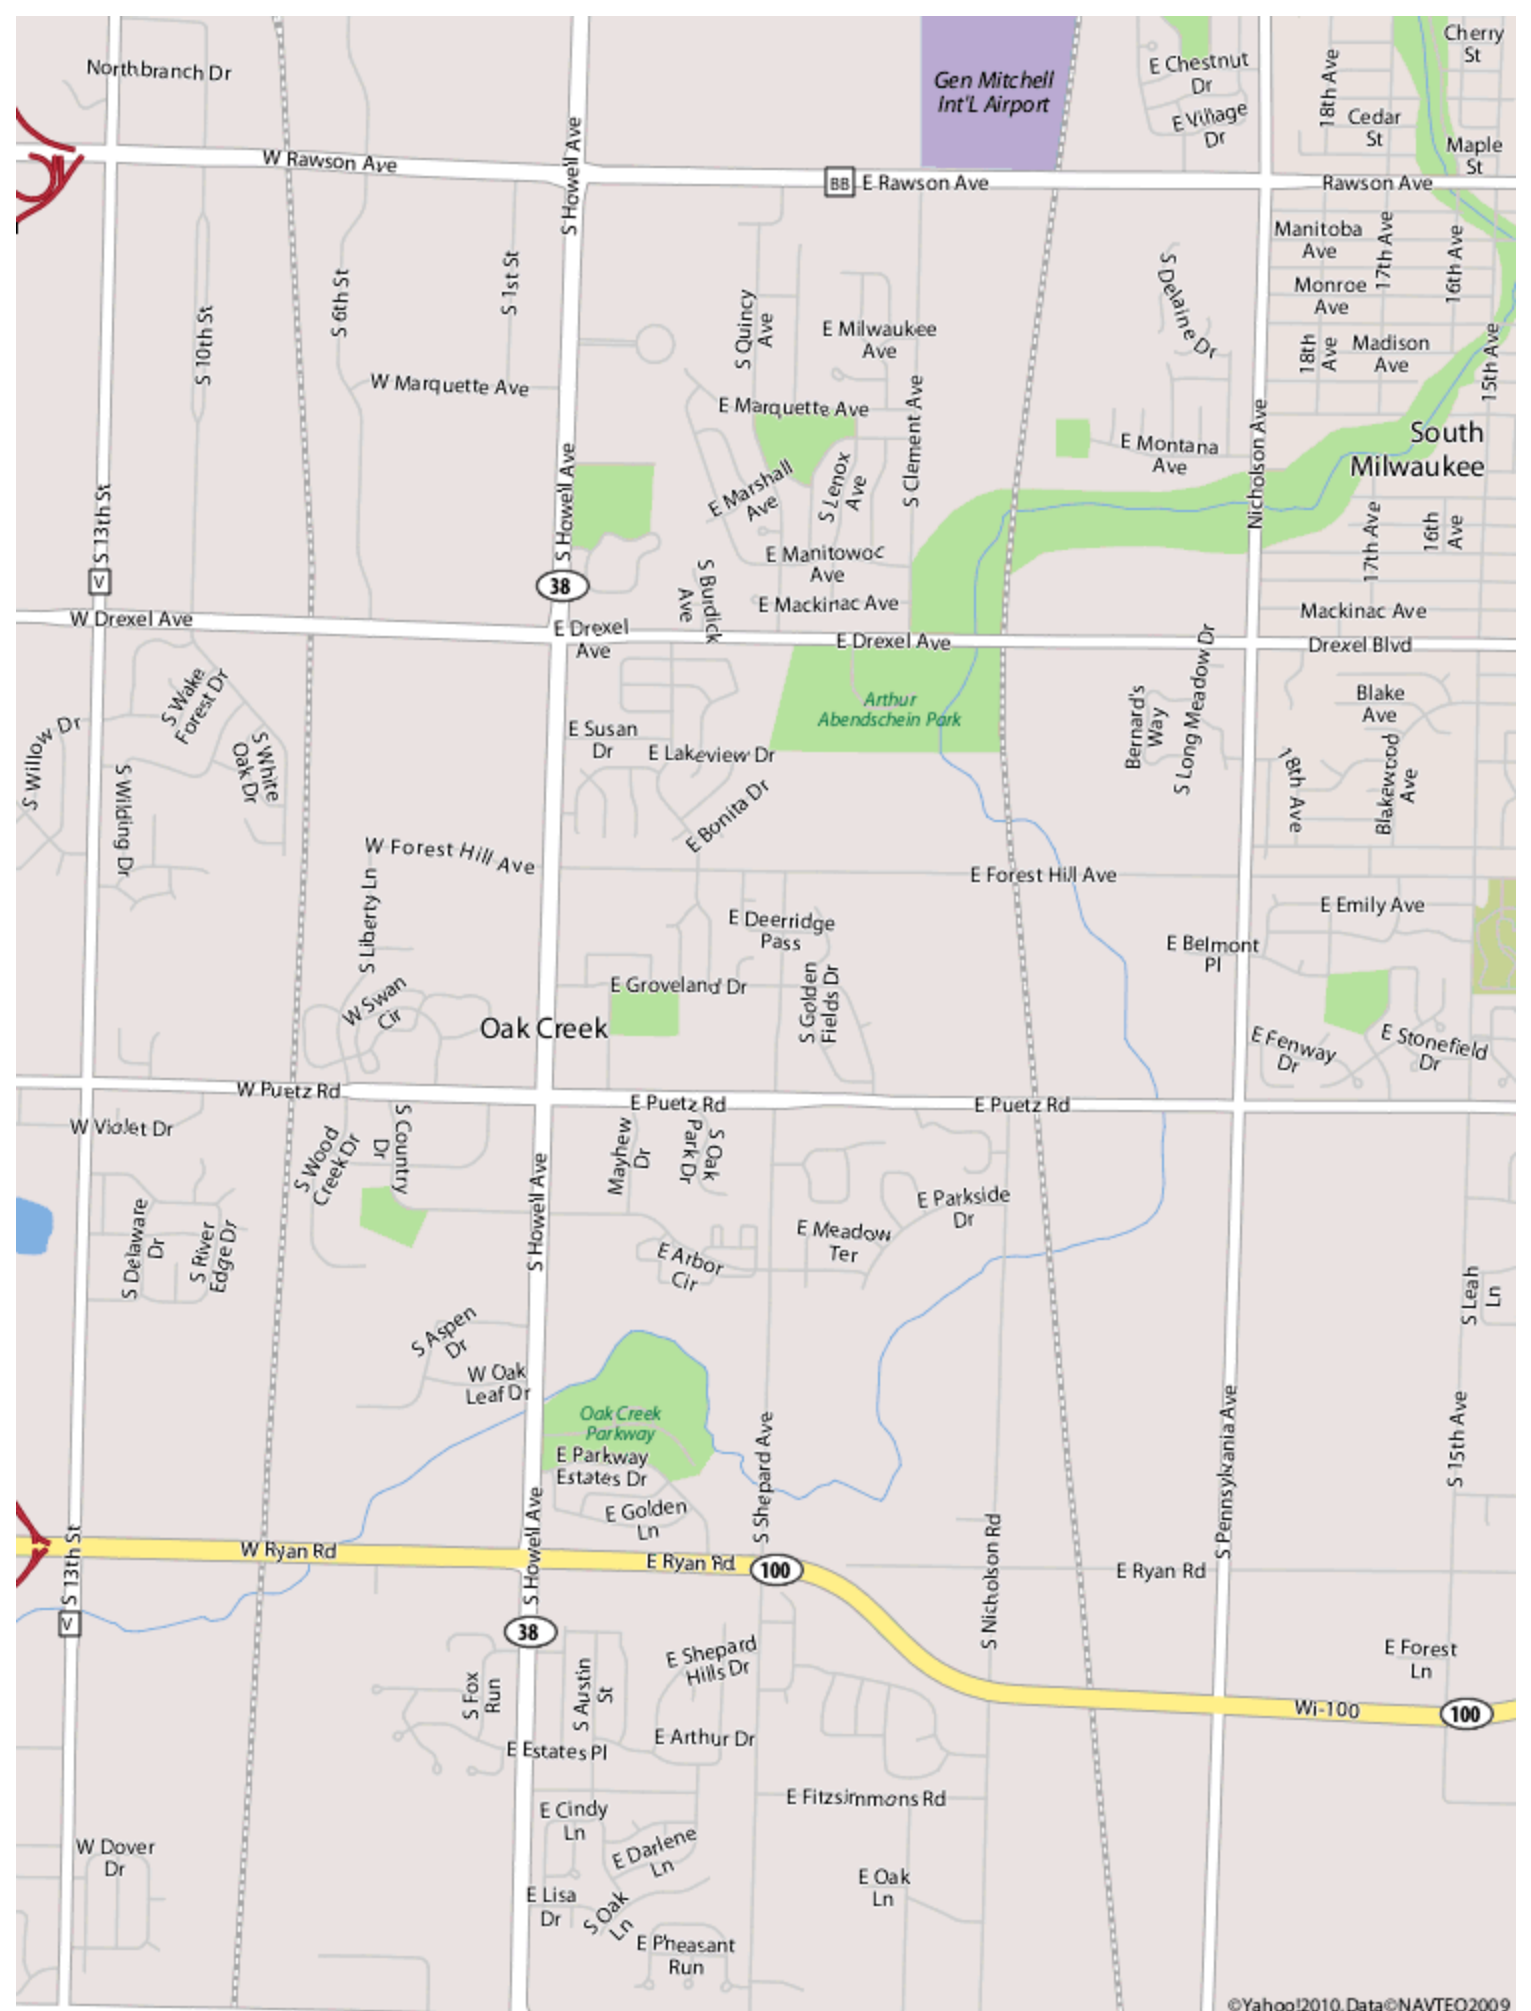 Northbranch Dr
Gen Mitchell
Int'L Airport
E Chestnut
Dr
E Village
Dr
18th Ave
Cherry
St
Cedar
St
Maple
St
W Rawson Ave
S Howell Ave
BB
E Rawson Ave
Rawson Ave
S 10th St
S 6th St
S 1st St
S Quincy
Ave
E Milwaukee
Ave
S Delaine Dr
Manitoba
Ave
17th Ave
16th Ave
Monroe
Ave
18th
Ave
Madison
Ave
15th Ave
W Marquette Ave
E Marquette Ave
S Clement Ave
E Montana
Ave
Nicholson Ave
South
Milwaukee
S 13th St
V
S Howell Ave
38
E Marshall
Ave
S Lenox
Ave
E Manitowoc
Ave
S Burdick
Ave
E Mackinac Ave
17th Ave
16th
Ave
Mackinac Ave
W Drexel Ave
E Drexel
Ave
E Drexel Ave
Drexel Blvd
S Wake
Forest Dr
S Willow Dr
S White
Oak Dr
S Wilding Dr
E Susan
Dr
E Lakeview Dr
E Bonita Dr
Arthur
Abendschein Park
Bernard's
Way
S Long Meadow Dr
Blake
Ave
18th Ave
Blakewood
Ave
W Forest Hill Ave
E Forest Hill Ave
S Liberty Ln
E Deerridge
Pass
E Emily Ave
E Belmont
Pl
W Swan
Cir
E Groveland Dr
S Golden
Fields Dr
Oak Creek
E Fenway
Dr
E Stonefield
Dr
W Puetz Rd
E Puetz Rd
E Puetz Rd
W Violet Dr
S Wood
Creek Dr
S Country
Dr
Mayhew
Dr
S Oak
Park Dr
S Howell Ave
S Delaware
Dr
S River
Edge Dr
E Arbor
Cir
E Meadow
Ter
E Parkside
Dr
S Leah
Ln
S Aspen
Dr
W Oak
Leaf Dr
Oak Creek
Parkway
E Parkway
Estates Dr
E Golden
Ln
S Shepard Ave
S Pennsylvania Ave
S 15th Ave
S 13th St
W Ryan Rd
S Howell Ave
E Ryan Rd
100
S Nicholson Rd
E Ryan Rd
V
38
S Fox
Run
S Austin
St
E Shepard
Hills Dr
E Forest
Ln
Wi-100
100
E Estates Pl
E Arthur Dr
E Fitzsimmons Rd
E Cindy
Ln
E Darlene
Ln
W Dover
Dr
E Lisa
Dr
S Oak
Ln
E Oak
Ln
E Pheasant
Run
©Yahoo!2010,Data©NAVTEQ2009